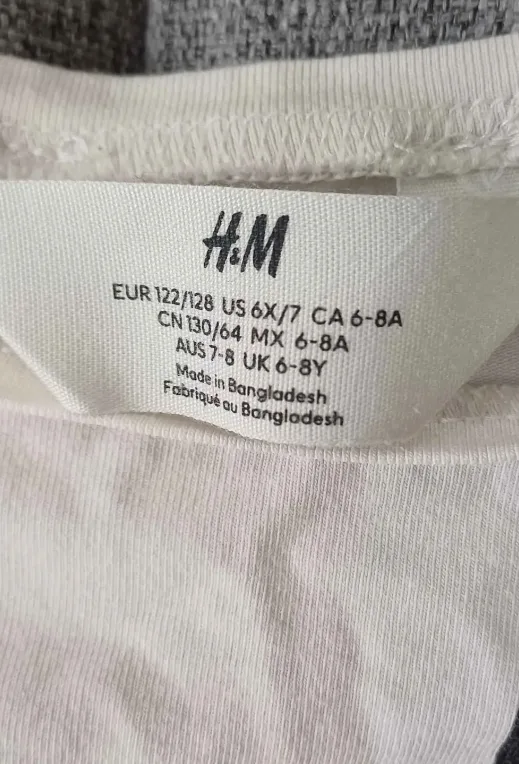 H&M
EUR 122/128 US 6X/7 CA 6-8A
CN 130/64 MX 6-8A
AUS 7-8 UK 6-8Y
Made in Bangladesh
Fabriqué au Bangladesh